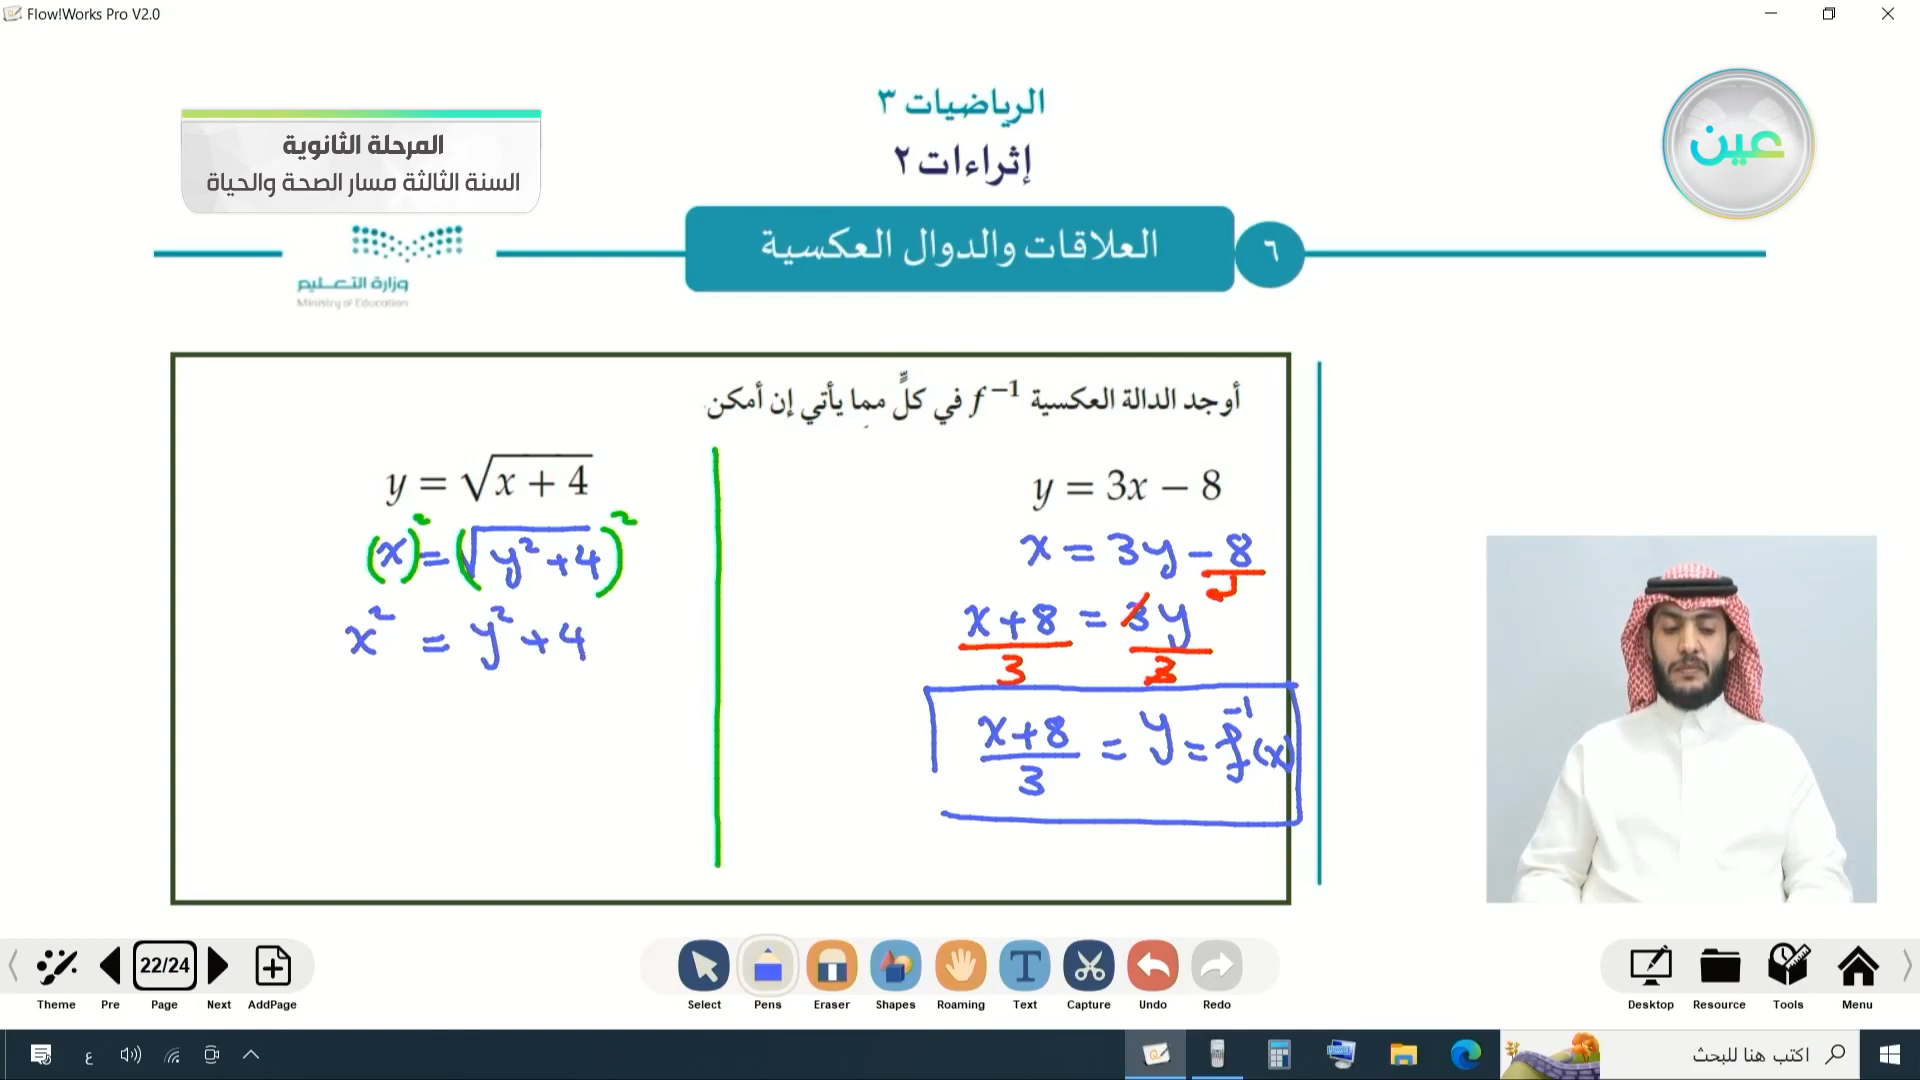 Flow!Works Pro V2.0
الرياضيات ٣
إثراءات ٢
عين
المرحلة الثانوية
السنة الثالثة مسار الصحة والحياة
وزارة التعليم
Ministry of Education
٦
العلاقات والدوال العكسية
أوجد الدالة العكسية f⁻¹ في كلٍّ مما يأتي إن أمكن.
y = 3x − 8
x = 3y − 8
x+8 = 3y
3 3
(x+8)/3 = y = f⁻¹(x)
y = √(x + 4)
(x)² = (√(y²+4))²
x² = y²+4
Theme
Pre
22/24
Page
Next
AddPage
Select
Pens
Eraser
Shapes
Roaming
T
Text
Capture
Undo
Redo
Desktop
Resource
Tools
Menu
ع
اكتب هنا للبحث